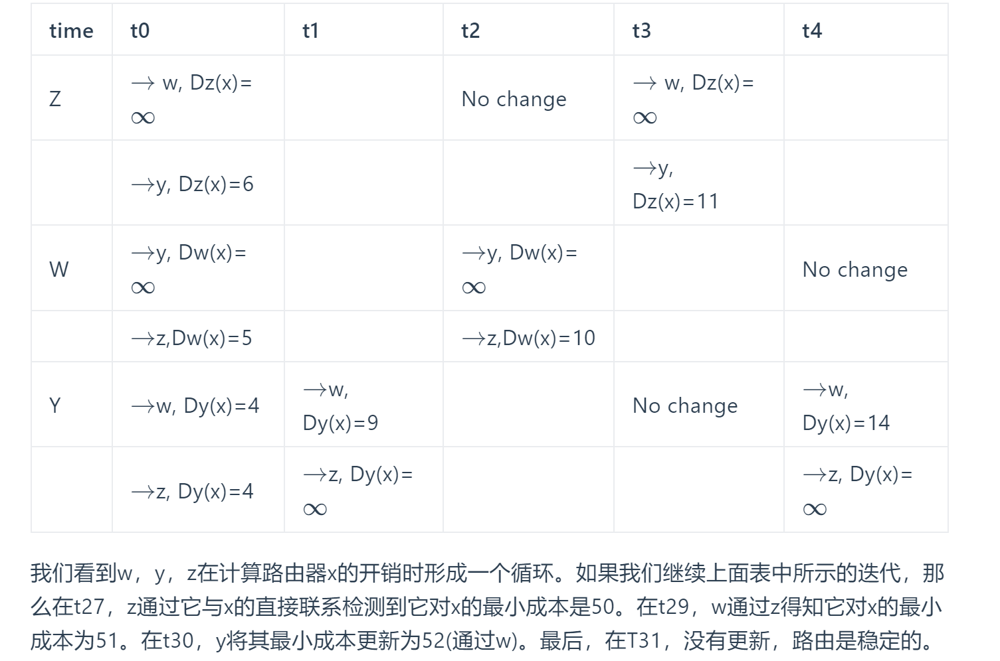 time t0 t1 t2 t3 t4
Z → w, Dz(x)= ∞ No change → w, Dz(x)= ∞
→y, Dz(x)=6 →y, Dz(x)=11
W →y, Dw(x)= ∞ →y, Dw(x)= ∞ No change
→z,Dw(x)=5 →z,Dw(x)=10
Y →w, Dy(x)=4 →w, Dy(x)=9 No change →w, Dy(x)=14
→z, Dy(x)=4 →z, Dy(x)= ∞ →z, Dy(x)= ∞
我们看到w，y，z在计算路由器x的开销时形成一个循环。如果我们继续上面表中所示的迭代，那
么在t27，z通过它与x的直接联系检测到它对x的最小成本是50。在t29，w通过z得知它对x的最小
成本为51。在t30，y将其最小成本更新为52(通过w)。最后，在T31，没有更新，路由是稳定的。